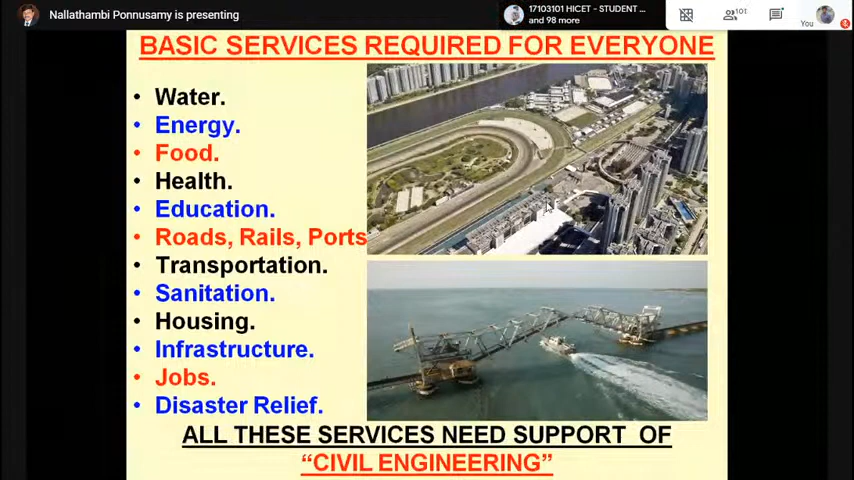 Nallathambi Ponnusamy is presenting
17103101 HICET - STUDENT ...
and 98 more
101
You
BASIC SERVICES REQUIRED FOR EVERYONE
• Water.
• Energy.
• Food.
• Health.
• Education.
• Roads, Rails, Ports
• Transportation.
• Sanitation.
• Housing.
• Infrastructure.
• Jobs.
• Disaster Relief.
ALL THESE SERVICES NEED SUPPORT OF
“CIVIL ENGINEERING”